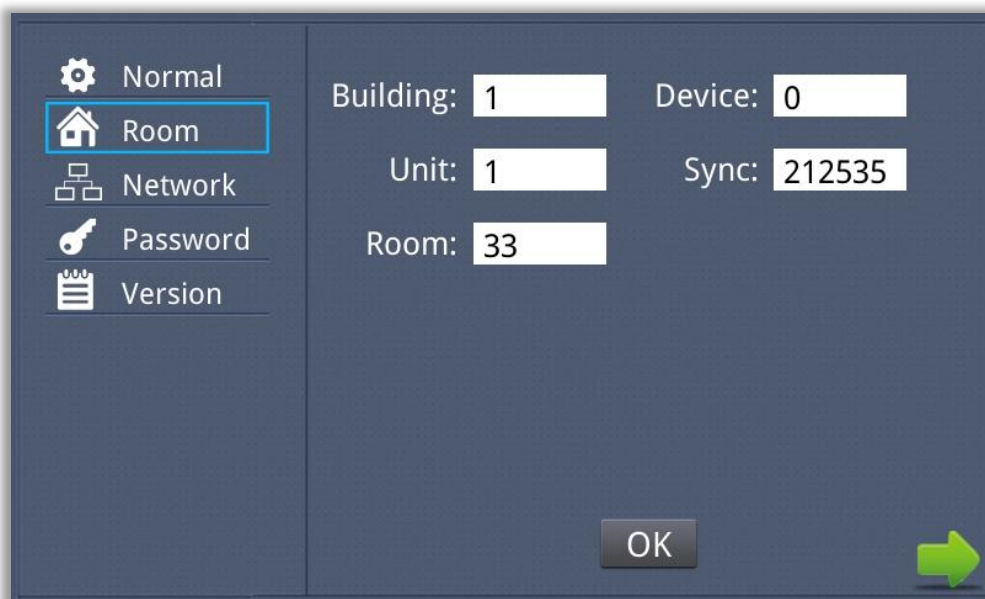 Normal
Room
Network
Password
Version
Building: 1
Device: 0
Unit: 1
Sync: 212535
Room: 33
OK